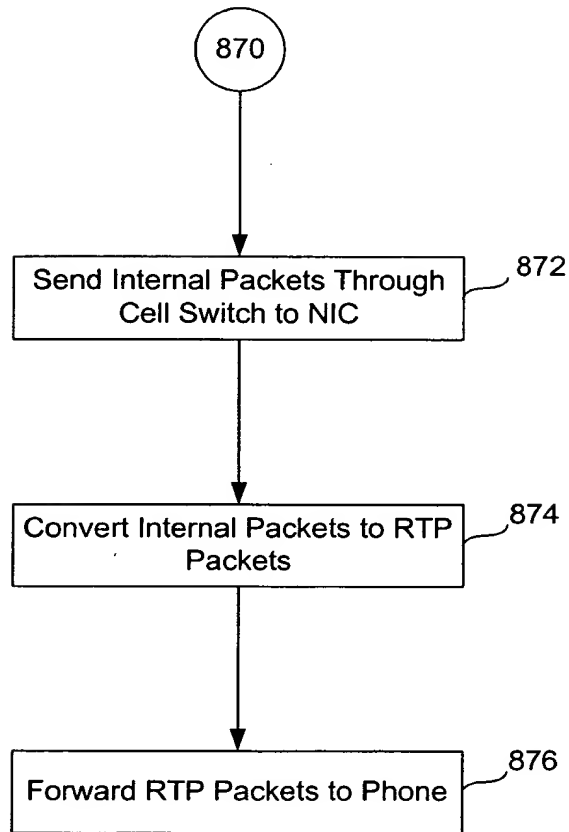 870
Send Internal Packets Through
Cell Switch to NIC
872
Convert Internal Packets to RTP
Packets
874
Forward RTP Packets to Phone
876